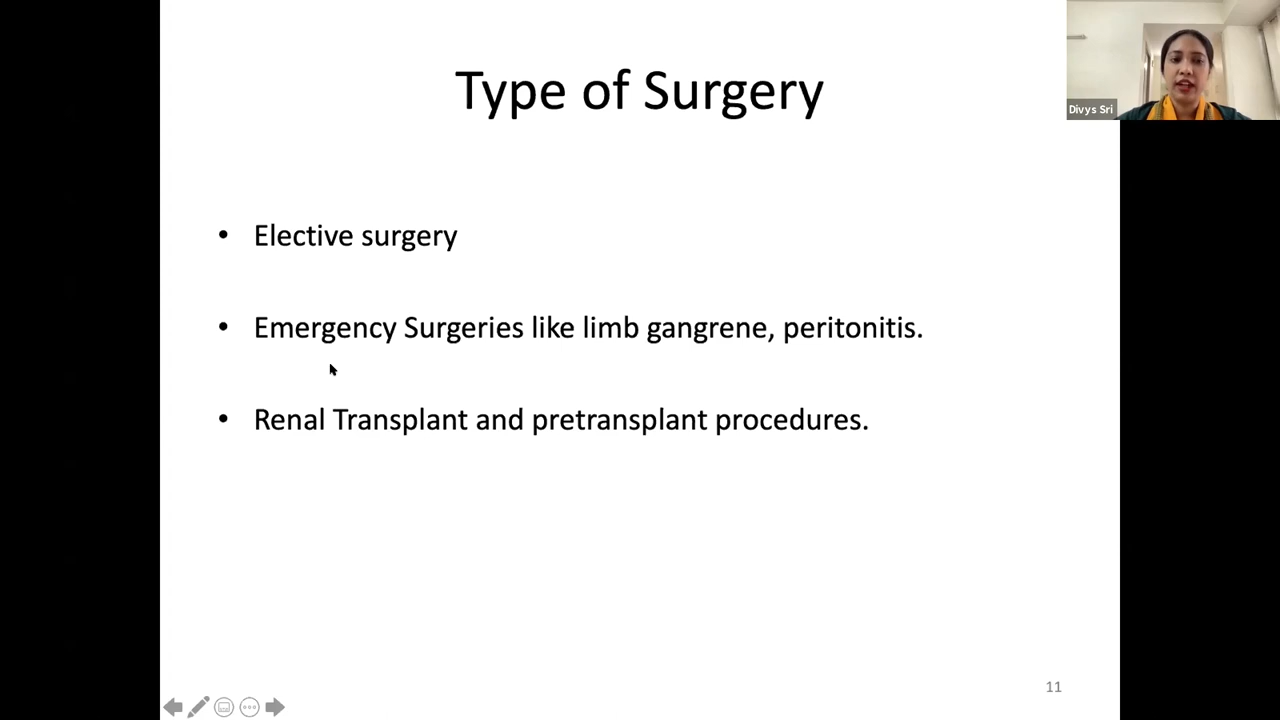 Type of Surgery
Divys Sri
• Elective surgery
• Emergency Surgeries like limb gangrene, peritonitis.
• Renal Transplant and pretransplant procedures.
11